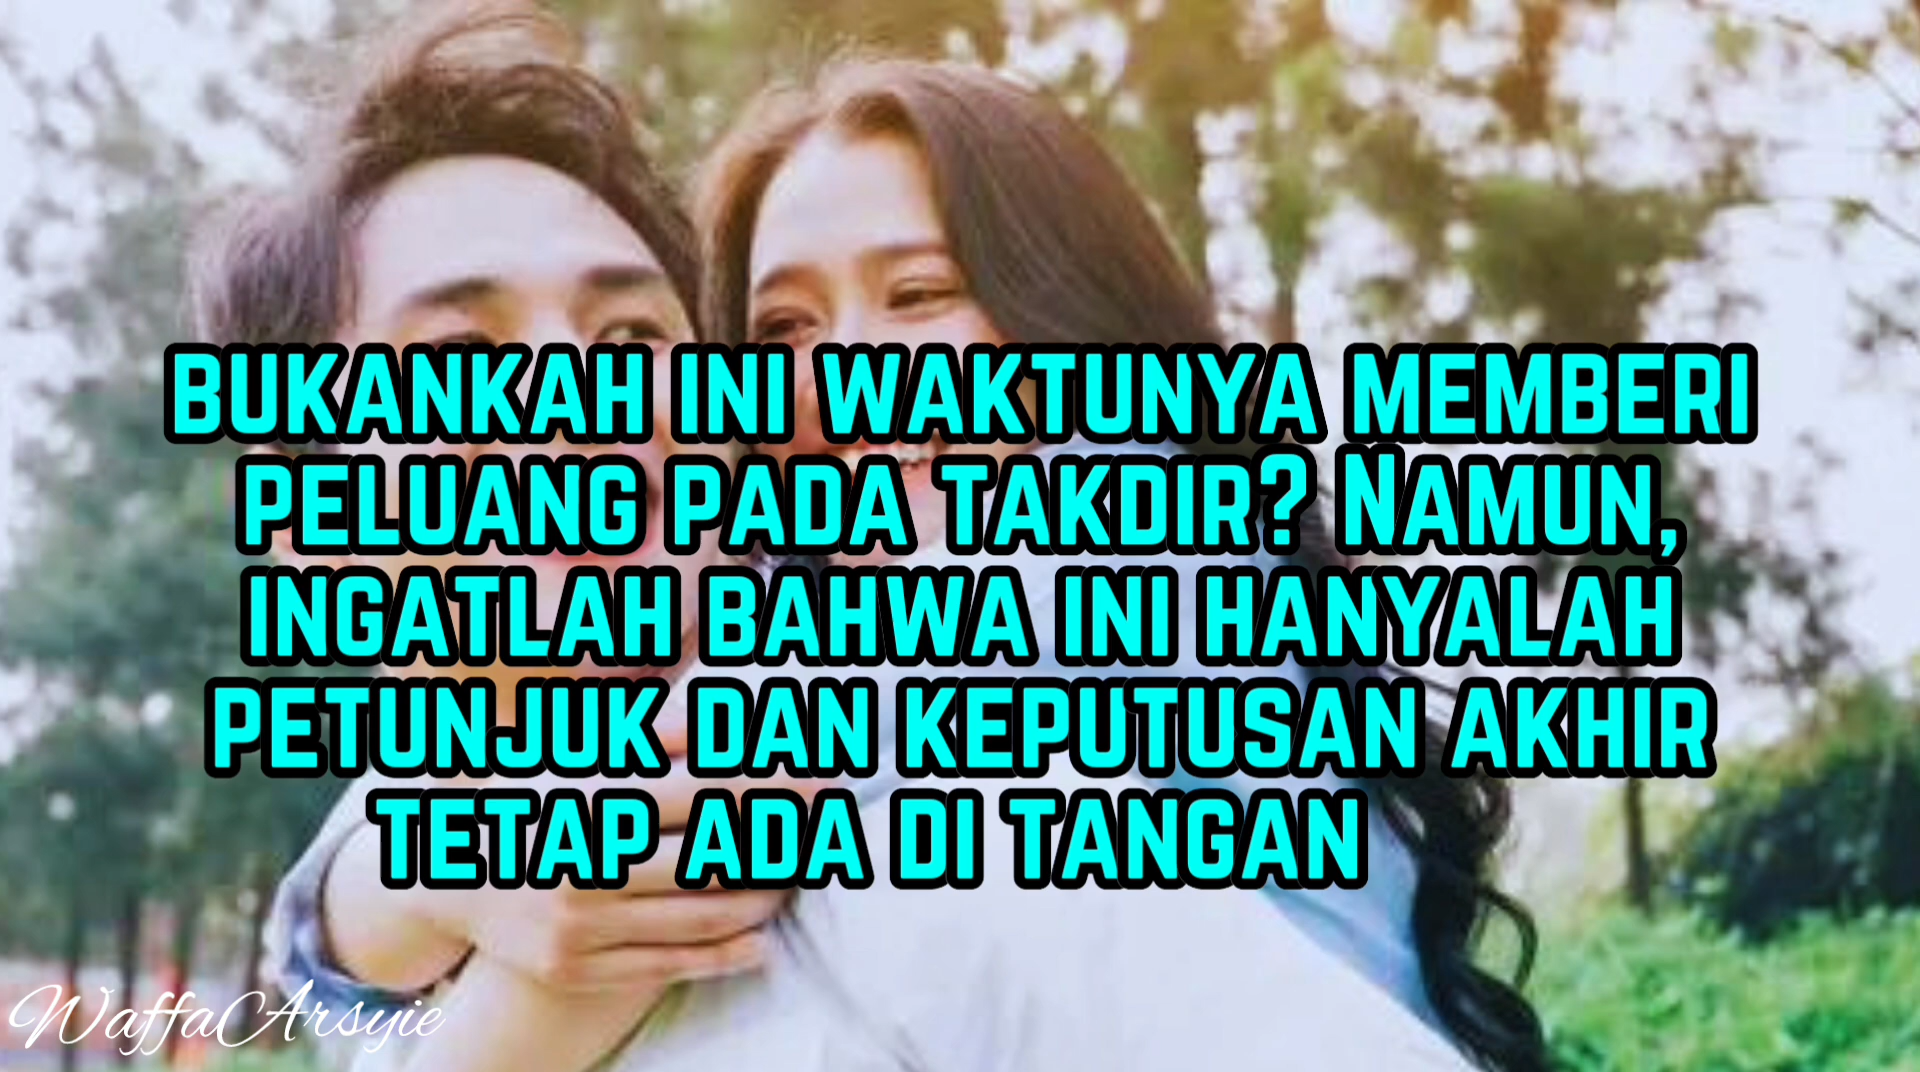 BUKANKAH INI WAKTUNYA MEMBERI
PELUANG PADA TAKDIR? NAMUN,
INGATLAH BAHWA INI HANYALAH
PETUNJUK DAN KEPUTUSAN AKHIR
TETAP ADA DI TANGAN
WaffaArsyie